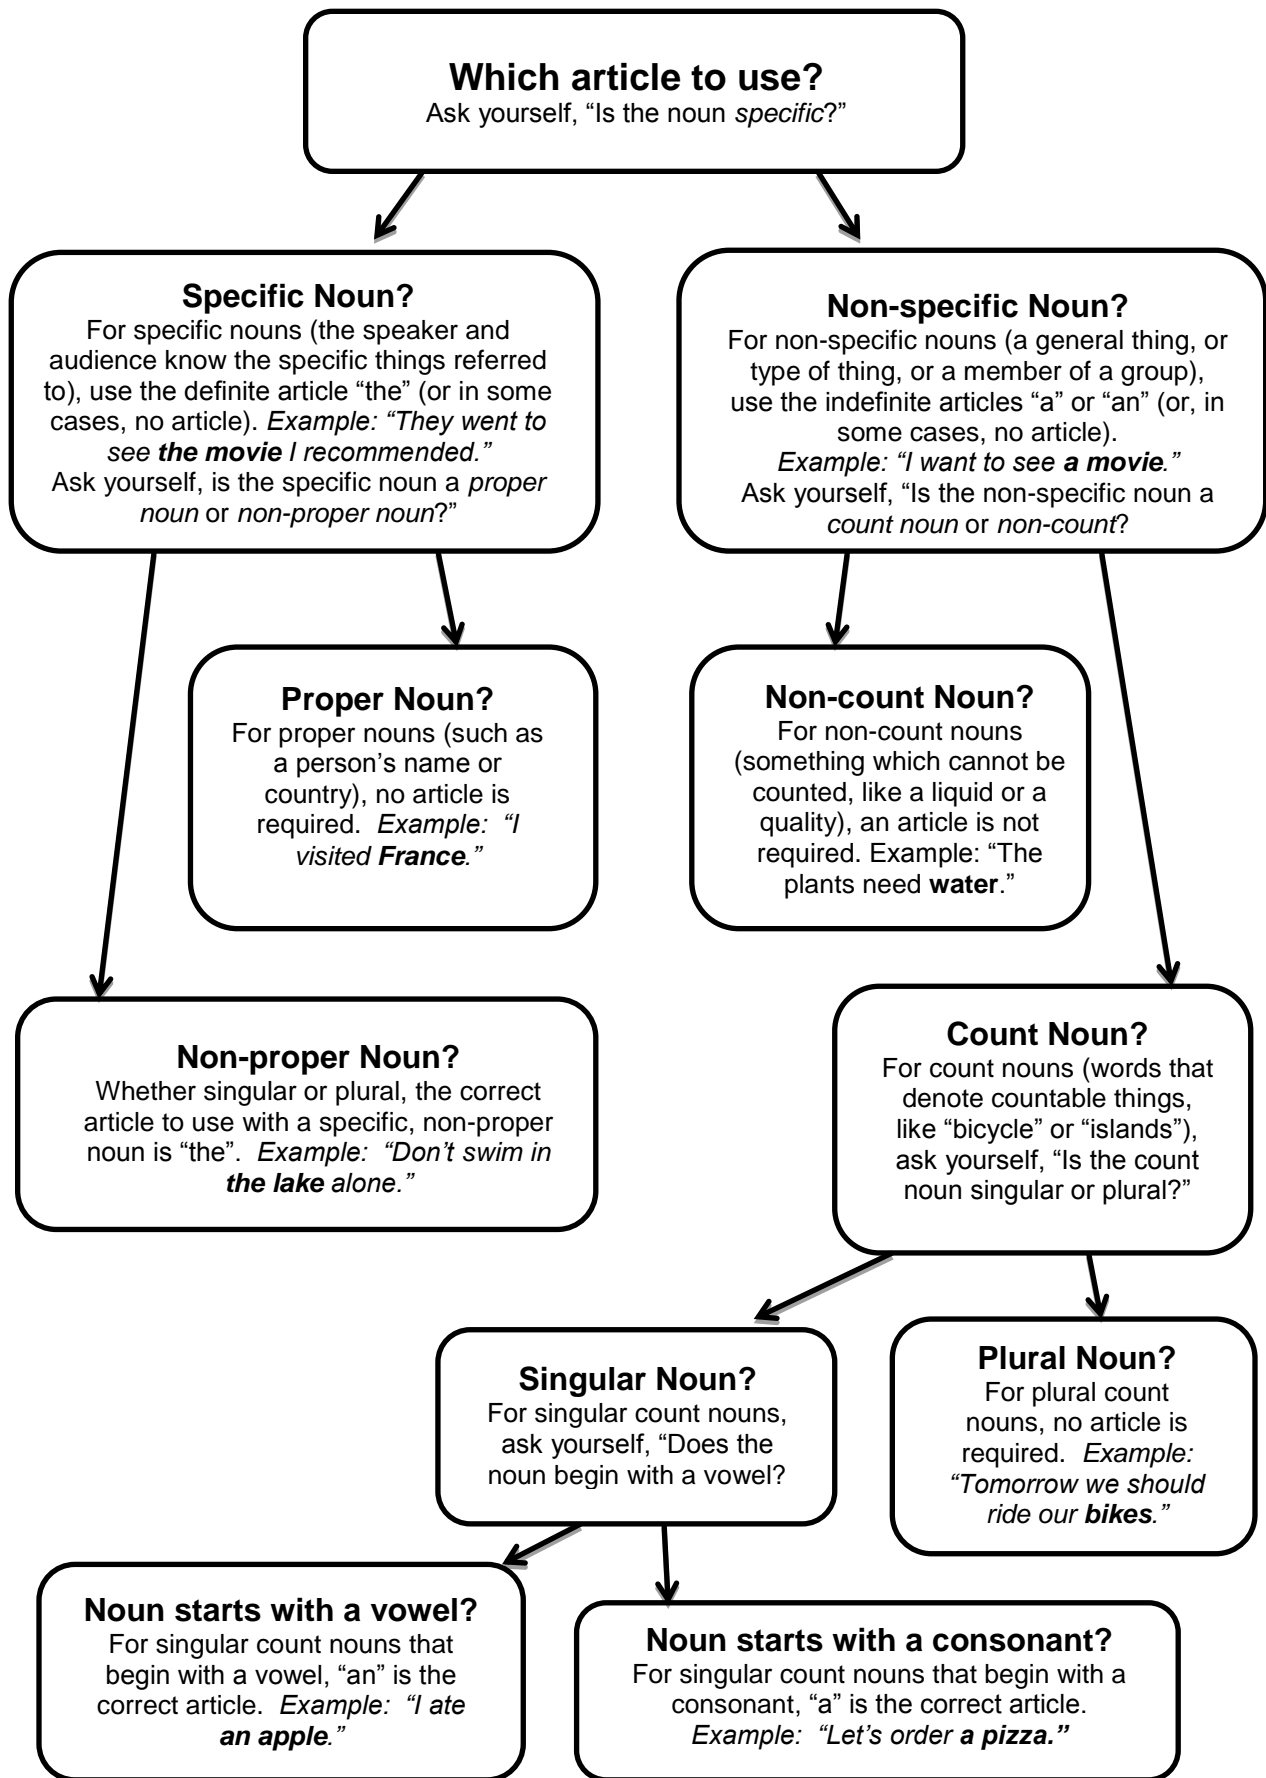 Which article to use?
Ask yourself, “Is the noun specific?”
Specific Noun?
For specific nouns (the speaker and
audience know the specific things referred
to), use the definite article “the” (or in some
cases, no article). Example: “They went to
see the movie I recommended.”
Ask yourself, is the specific noun a proper
noun or non-proper noun?”
Non-specific Noun?
For non-specific nouns (a general thing, or
type of thing, or a member of a group),
use the indefinite articles “a” or “an” (or, in
some cases, no article).
Example: “I want to see a movie.”
Ask yourself, “Is the non-specific noun a
count noun or non-count?
Proper Noun?
For proper nouns (such as
a person’s name or
country), no article is
required. Example: “I
visited France.”
Non-count Noun?
For non-count nouns
(something which cannot be
counted, like a liquid or a
quality), an article is not
required. Example: “The
plants need water.”
Non-proper Noun?
Whether singular or plural, the correct
article to use with a specific, non-proper
noun is “the”. Example: “Don’t swim in
the lake alone.”
Count Noun?
For count nouns (words that
denote countable things,
like “bicycle” or “islands”),
ask yourself, “Is the count
noun singular or plural?”
Singular Noun?
For singular count nouns,
ask yourself, “Does the
noun begin with a vowel?
Plural Noun?
For plural count
nouns, no article is
required. Example:
“Tomorrow we should
ride our bikes.”
Noun starts with a vowel?
For singular count nouns that
begin with a vowel, “an” is the
correct article. Example: “I ate
an apple.”
Noun starts with a consonant?
For singular count nouns that begin with a
consonant, “a” is the correct article.
Example: “Let’s order a pizza.”